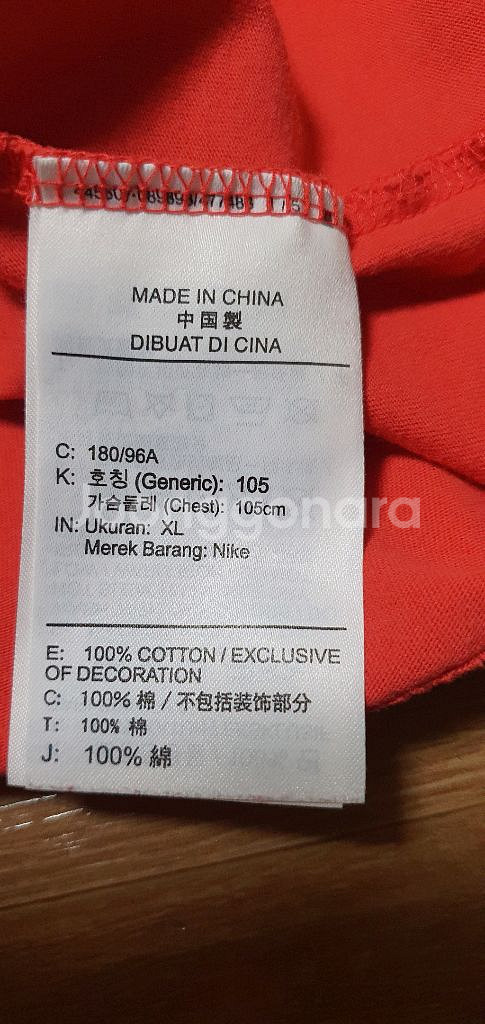 MADE IN CHINA
中国製
DIBUAT DI CINA
C: 180/96A
K: 호칭 (Generic): 105
가슴둘레 (Chest): 105cm
IN: Ukuran: XL
Merek Barang: Nike
E: 100% COTTON / EXCLUSIVE
OF DECORATION
C: 100% 棉 / 不包括装饰部分
T: 100% 棉
J: 100% 綿